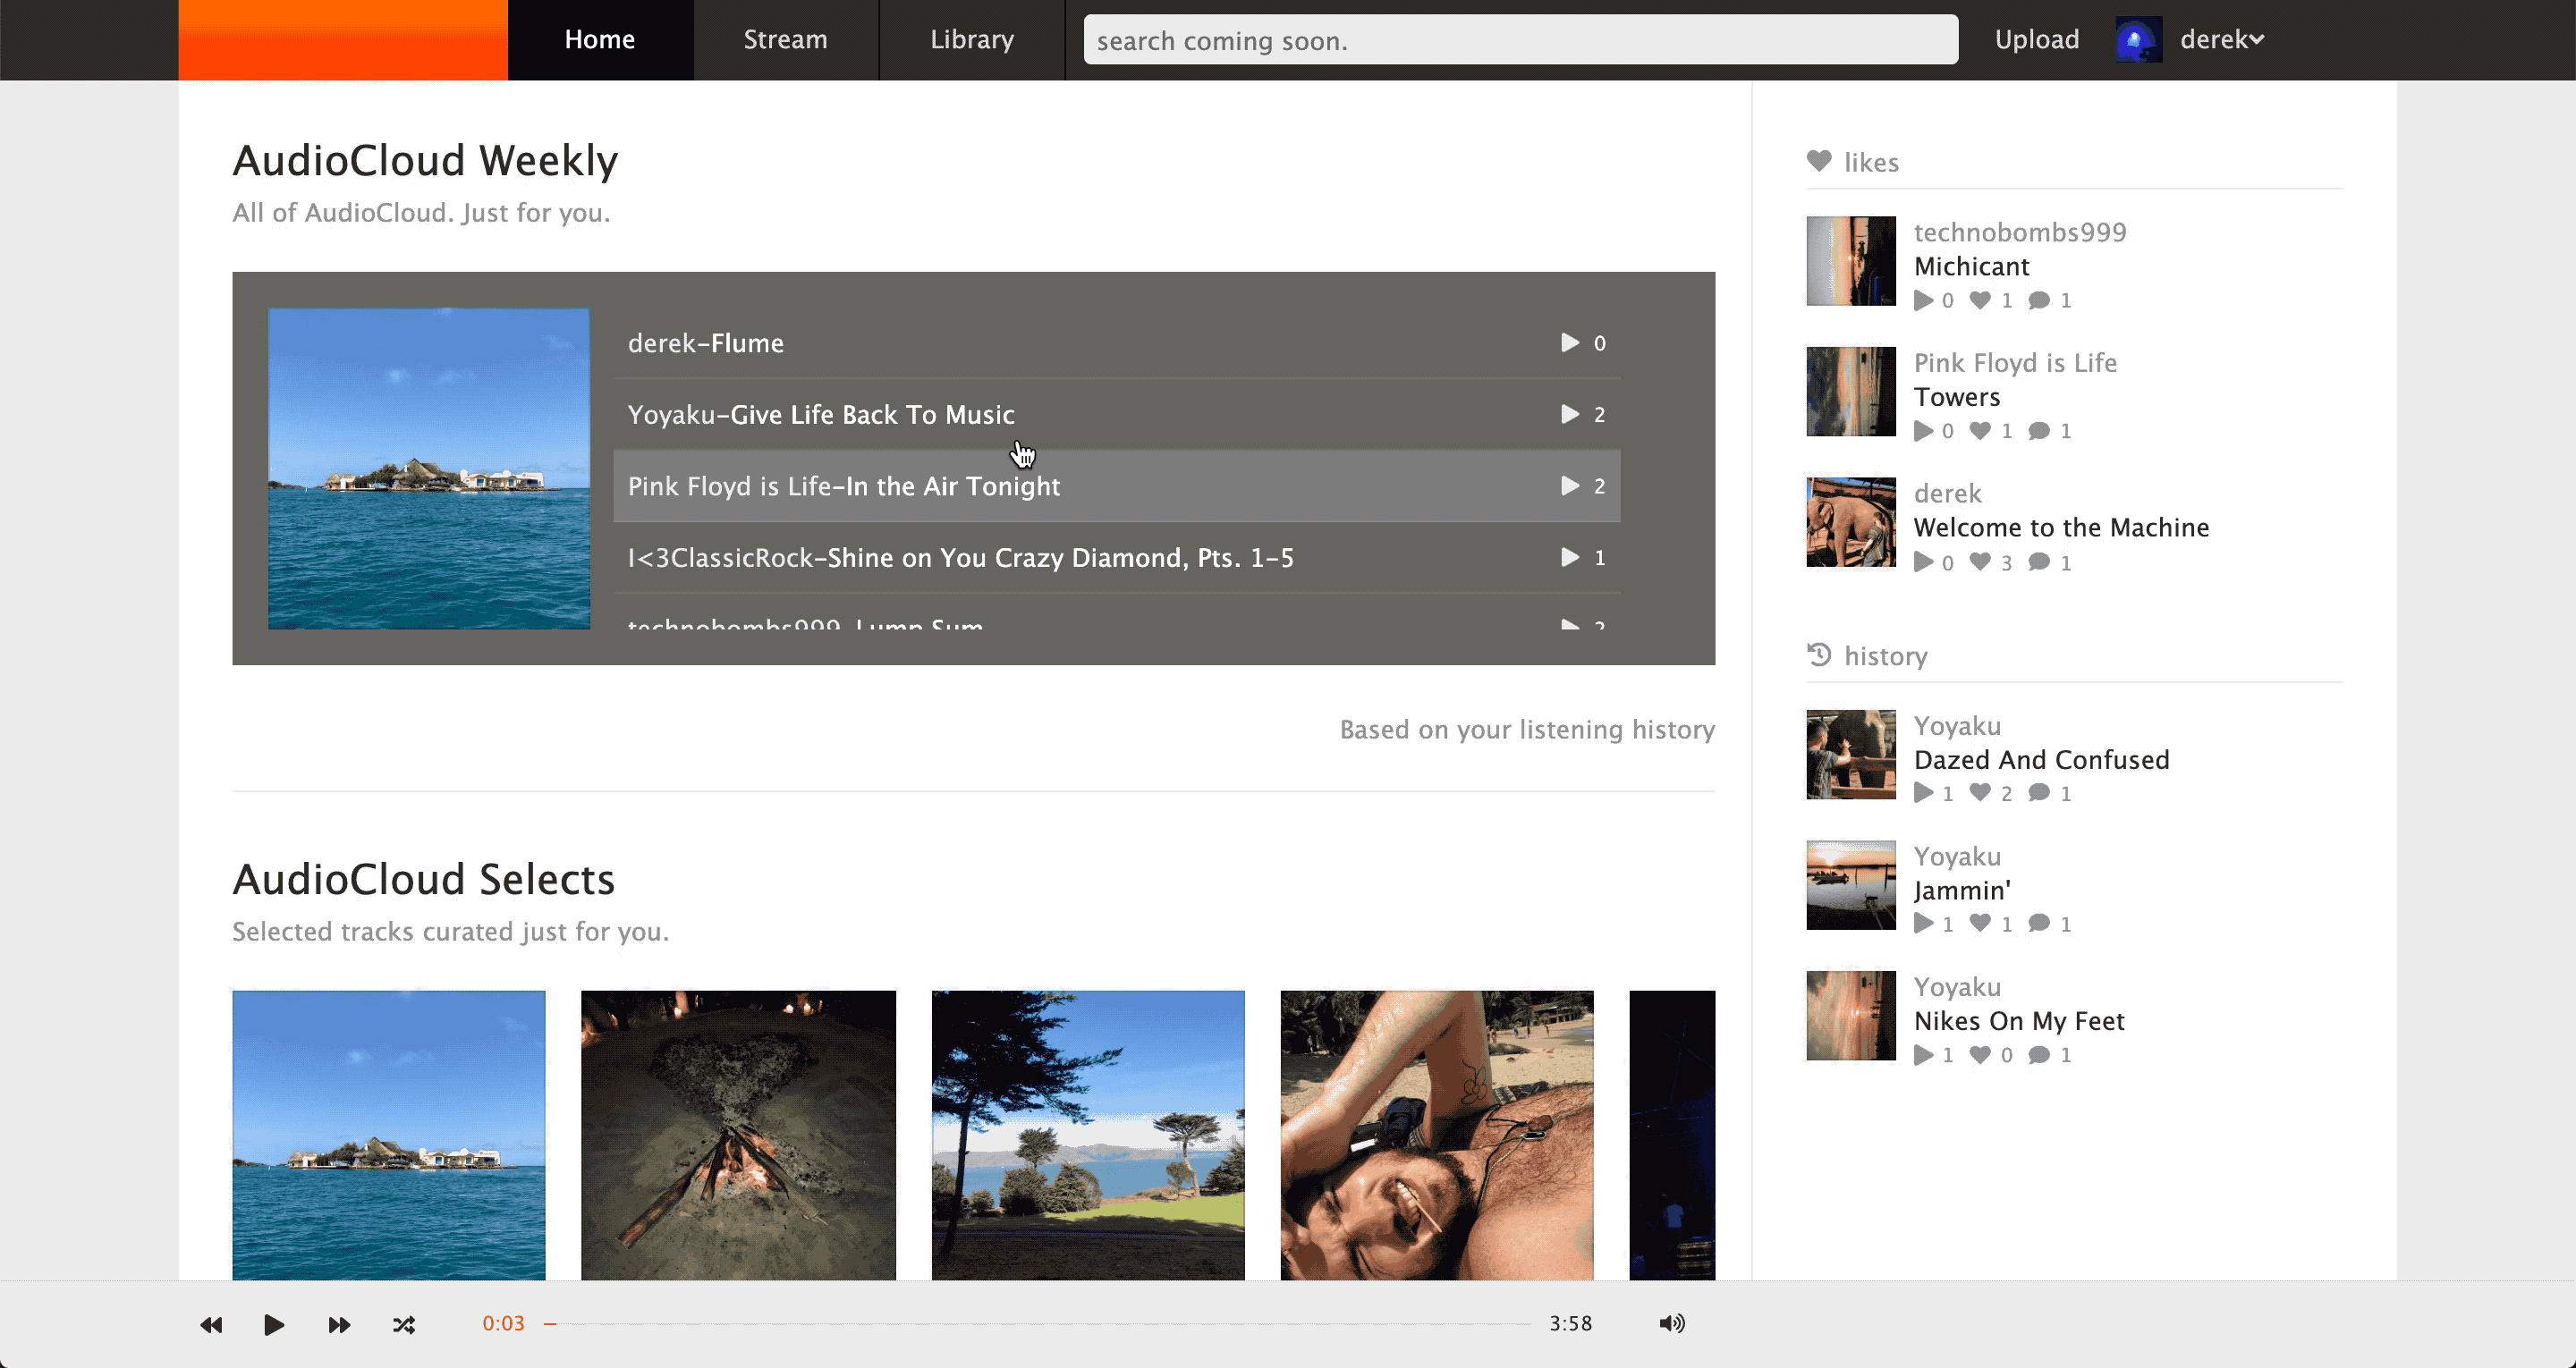 Home
Stream
Library
search coming soon.
Upload
derek
AudioCloud Weekly
All of AudioCloud. Just for you.
derek–Flume
0
Yoyaku–Give Life Back To Music
2
Pink Floyd is Life–In the Air Tonight
2
I<3ClassicRock–Shine on You Crazy Diamond, Pts. 1–5
1
technobombs999–Lump Sum
2
Based on your listening history
AudioCloud Selects
Selected tracks curated just for you.
likes
technobombs999
Michicant
0 1 1
Pink Floyd is Life
Towers
0 1 1
derek
Welcome to the Machine
0 3 1
history
Yoyaku
Dazed And Confused
1 2 1
Yoyaku
Jammin'
1 1 1
Yoyaku
Nikes On My Feet
1 0 1
0:03
3:58